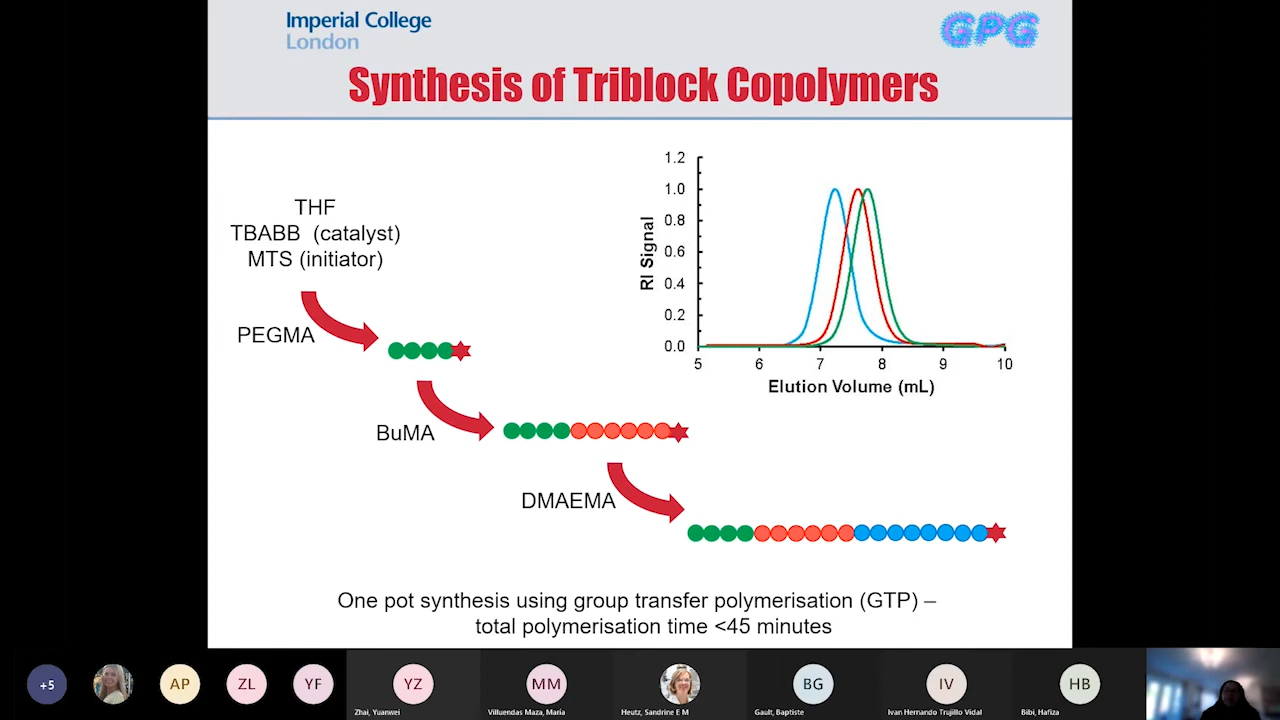 Imperial College
London
GPG
Synthesis of Triblock Copolymers
THF
TBABB (catalyst)
MTS (initiator)
PEGMA
BuMA
DMAEMA
1.2
1.0
0.8
0.6
0.4
0.2
0.0
RI Signal
5 6 7 8 9 10
Elution Volume (mL)
One pot synthesis using group transfer polymerisation (GTP) –
total polymerisation time <45 minutes
+5 AP ZL YF YZ MM BG IV HB
Zhai, Yuanwei
Villuendas Maza, María
Heutz, Sandrine E M
Gault, Baptiste
Ivan Hernando Trujillo Vidal
Bibi, Hafiza